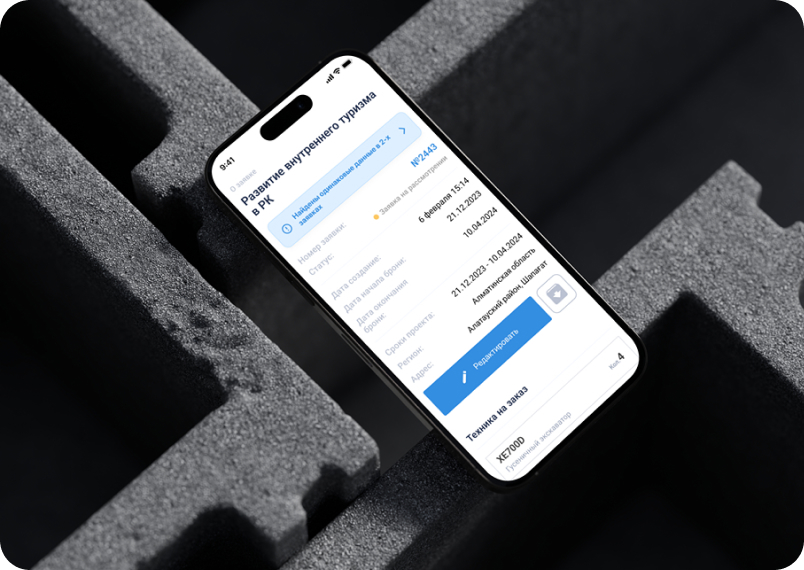 9:41
О заявке
Развитие внутреннего туризма
в РК
Найдены одинаковые данные в 2-х
заявках
Номер заявки: №2443
Статус: Заявка на рассмотрении
Дата создание: 6 февраля 15:14
Дата начала брони: 21.12.2023
Дата окончания
брони: 10.04.2024
Сроки проекта: 21.12.2023 - 10.04.2024
Регион: Алматинская область
Адрес: Алатауский район, Шапагат
Редактировать
Техника на заказ
XE700D
Кол. 4
Гусеничный экскаватор